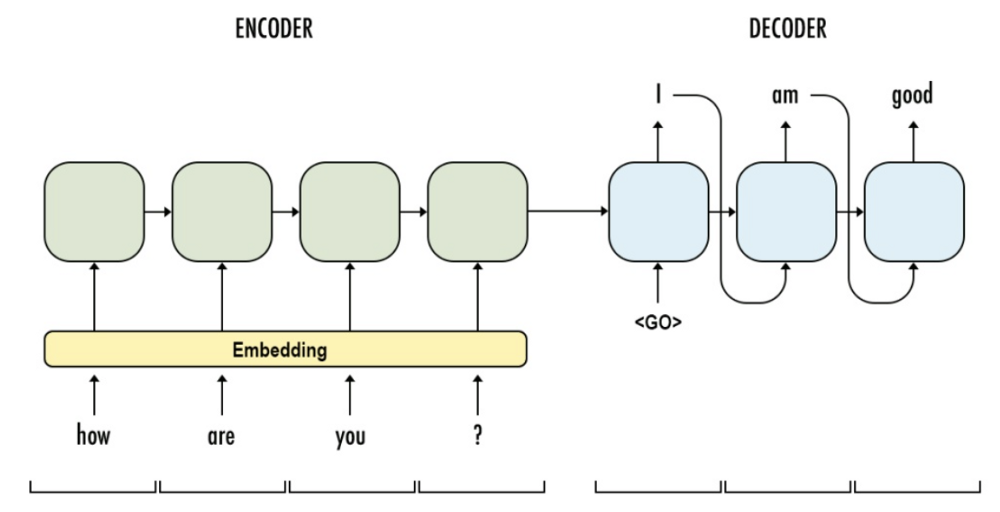 ENCODER DECODER
I am good
<GO>
Embedding
how are you ?